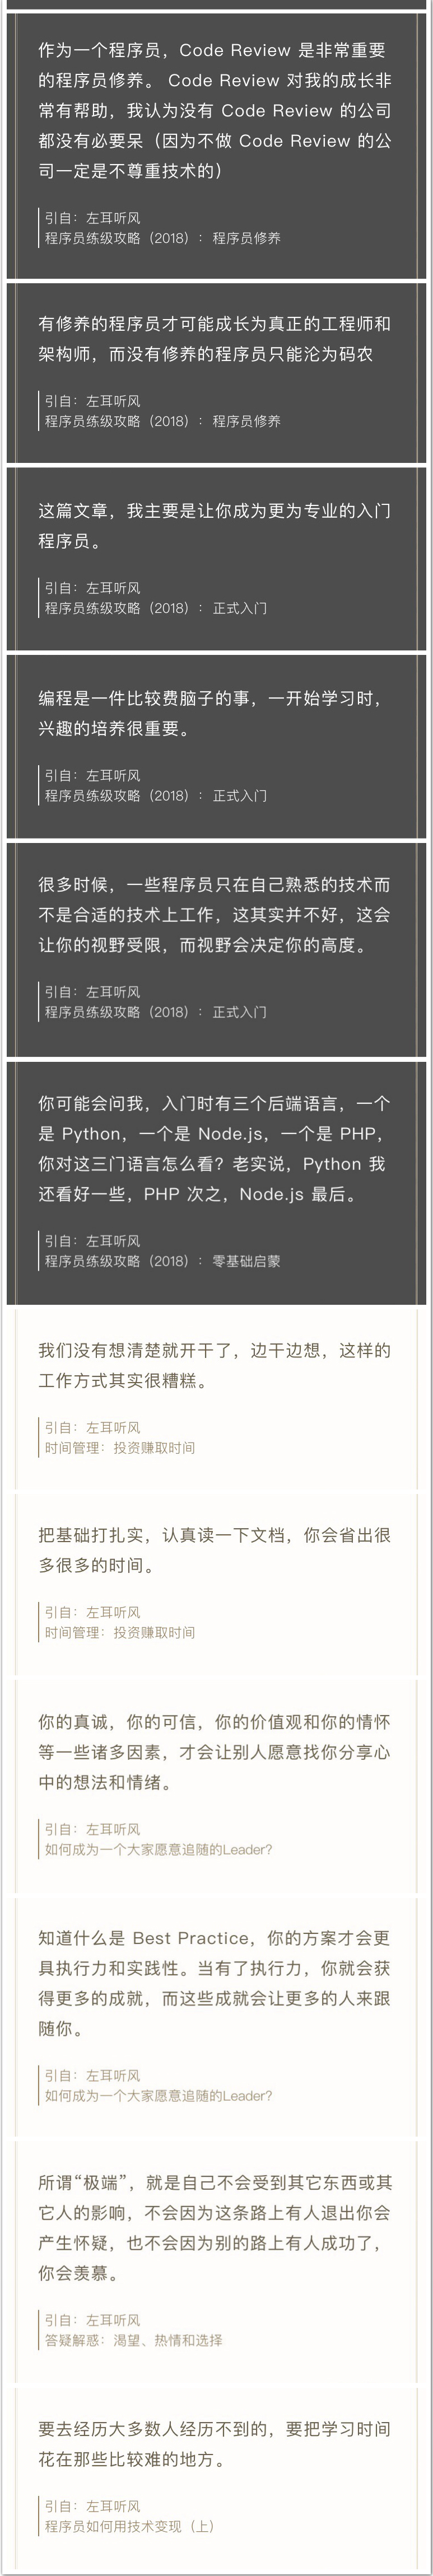 作为一个程序员，Code Review 是非常重要
的程序员修养。 Code Review 对我的成长非
常有帮助，我认为没有 Code Review 的公司
都没有必要呆（因为不做 Code Review 的公
司一定是不尊重技术的）
引自：左耳听风
程序员练级攻略（2018）：程序员修养
有修养的程序员才可能成长为真正的工程师和
架构师，而没有修养的程序员只能沦为码农
引自：左耳听风
程序员练级攻略（2018）：程序员修养
这篇文章，我主要是让你成为更为专业的入门
程序员。
引自：左耳听风
程序员练级攻略（2018）：正式入门
编程是一件比较费脑子的事，一开始学习时，
兴趣的培养很重要。
引自：左耳听风
程序员练级攻略（2018）：正式入门
很多时候，一些程序员只在自己熟悉的技术而
不是合适的技术上工作，这其实并不好，这会
让你的视野受限，而视野会决定你的高度。
引自：左耳听风
程序员练级攻略（2018）：正式入门
你可能会问我，入门时有三个后端语言，一个
是 Python，一个是 Node.js，一个是 PHP，
你对这三门语言怎么看？老实说，Python 我
还看好一些，PHP 次之，Node.js 最后。
引自：左耳听风
程序员练级攻略（2018）：零基础启蒙
我们没有想清楚就开干了，边干边想，这样的
工作方式其实很糟糕。
引自：左耳听风
时间管理：投资赚取时间
把基础打扎实，认真读一下文档，你会省出很
多很多的时间。
引自：左耳听风
时间管理：投资赚取时间
你的真诚，你的可信，你的价值观和你的情怀
等一些诸多因素，才会让别人愿意找你分享心
中的想法和情绪。
引自：左耳听风
如何成为一个大家愿意追随的Leader？
知道什么是 Best Practice，你的方案才会更
具执行力和实践性。当有了执行力，你就会获
得更多的成就，而这些成就会让更多的人来跟
随你。
引自：左耳听风
如何成为一个大家愿意追随的Leader？
所谓“极端”，就是自己不会受到其它东西或其
它人的影响，不会因为这条路上有人退出你会
产生怀疑，也不会因为别的路上有人成功了，
你会羡慕。
引自：左耳听风
答疑解惑：渴望、热情和选择
要去经历大多数人经历不到的，要把学习时间
花在那些比较难的地方。
引自：左耳听风
程序员如何用技术变现（上）